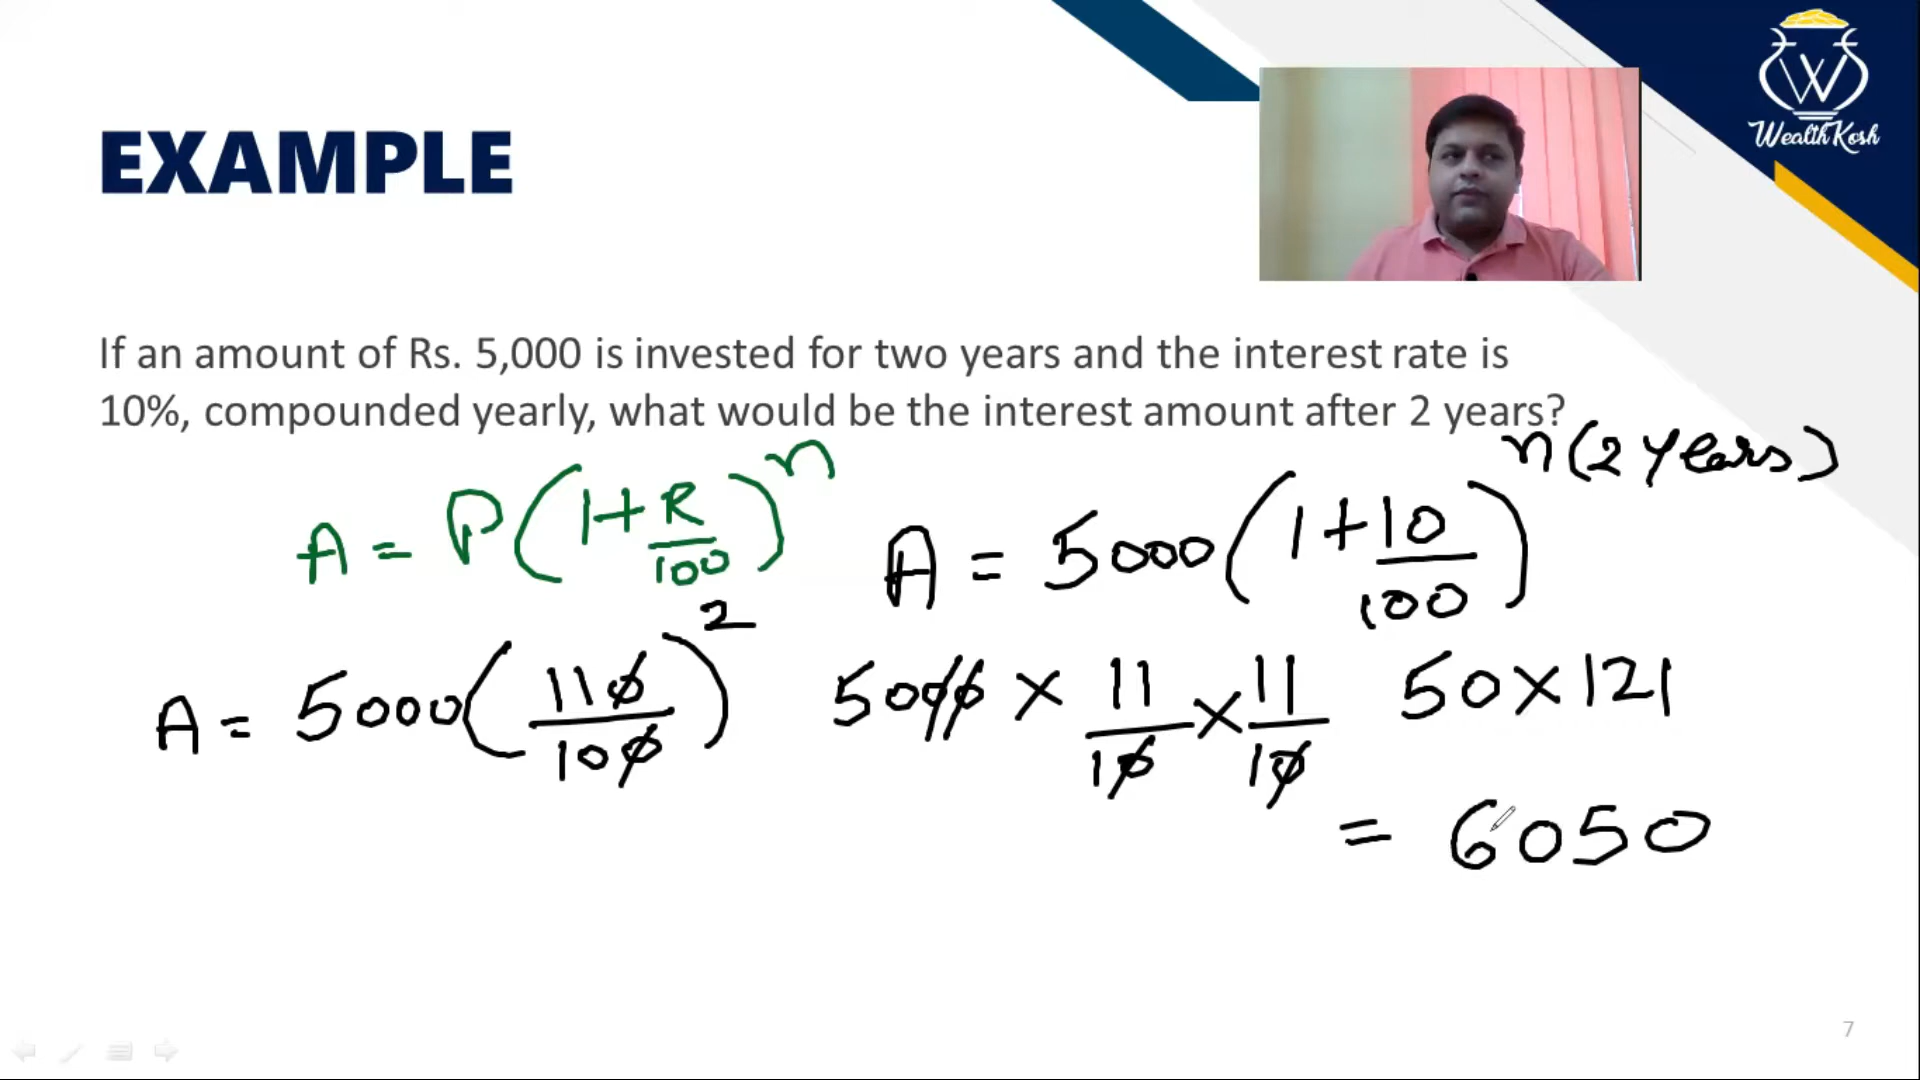 WealthKosh
EXAMPLE
If an amount of Rs. 5,000 is invested for two years and the interest rate is
10%, compounded yearly, what would be the interest amount after 2 years?
A = P(1+R/100)^n
A = 5000(1+10/100)^n (2 years)
A = 5000(110/100)^2
5000 × 11/10 × 11/10
50×121
= 6050
7